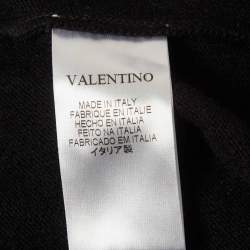 VALENTINO
MADE IN ITALY
FABRIQUE EN ITALIE
HECHO EN ITALIA
FEITO NA ITALIA
FABRICADO EM ITALIA
イタリア製